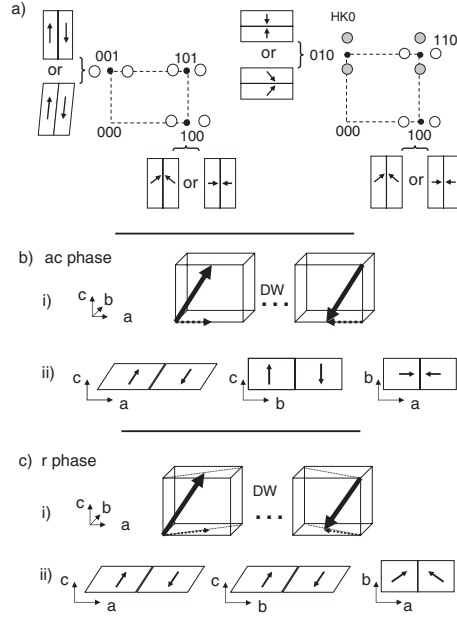 a)
HK0
001
101
110
or
or
010
000
100
000
100
or
or
b) ac phase
DW
i)
c
b
a
ii)
c
a
c
b
b
a
c) r phase
DW
i)
c
b
a
ii)
c
a
c
b
b
a